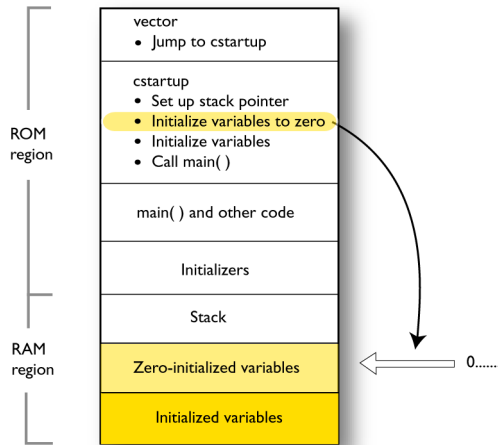 vector
• Jump to cstartup
cstartup
• Set up stack pointer
• Initialize variables to zero
• Initialize variables
• Call main( )
ROM
region
main( ) and other code
Initializers
Stack
RAM
region
Zero-initialized variables
0......
Initialized variables